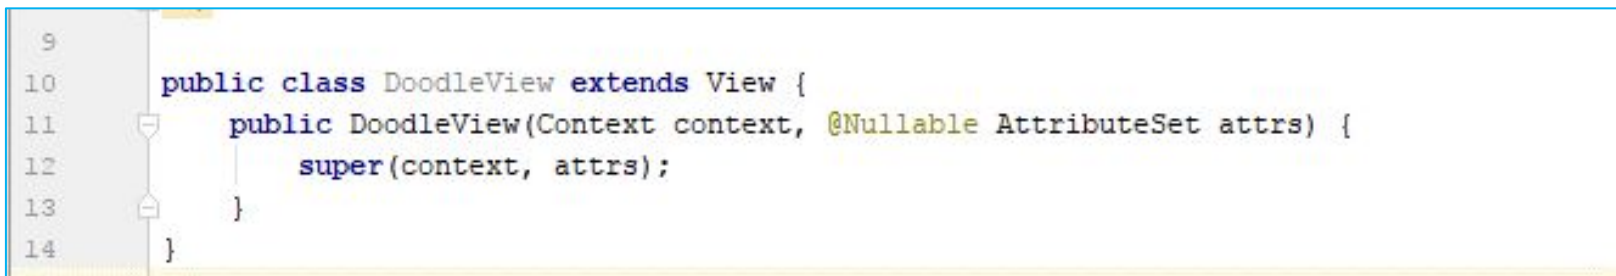 9
10 public class DoodleView extends View {
11 public DoodleView(Context context, @Nullable AttributeSet attrs) {
12 super(context, attrs);
13 }
14 }